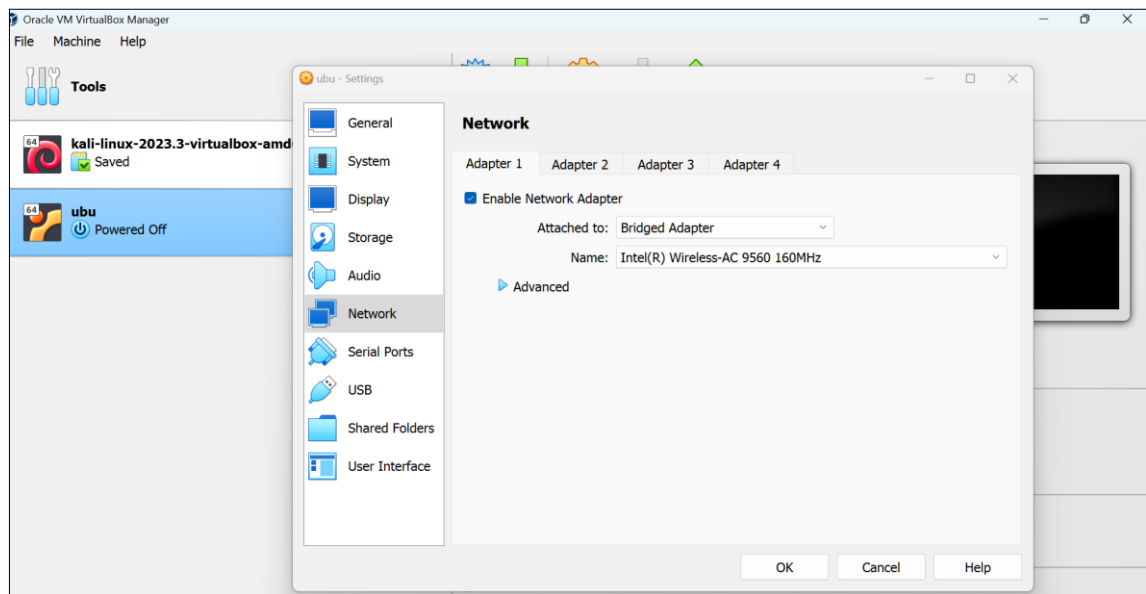 Oracle VM VirtualBox Manager
File Machine Help
Tools
64
kali-linux-2023.3-virtualbox-amd
Saved
64
ubu
Powered Off
ubu - Settings
General
System
Display
Storage
Audio
Network
Serial Ports
USB
Shared Folders
User Interface
Network
Adapter 1 Adapter 2 Adapter 3 Adapter 4
Enable Network Adapter
Attached to: Bridged Adapter
Name: Intel(R) Wireless-AC 9560 160MHz
Advanced
OK Cancel Help